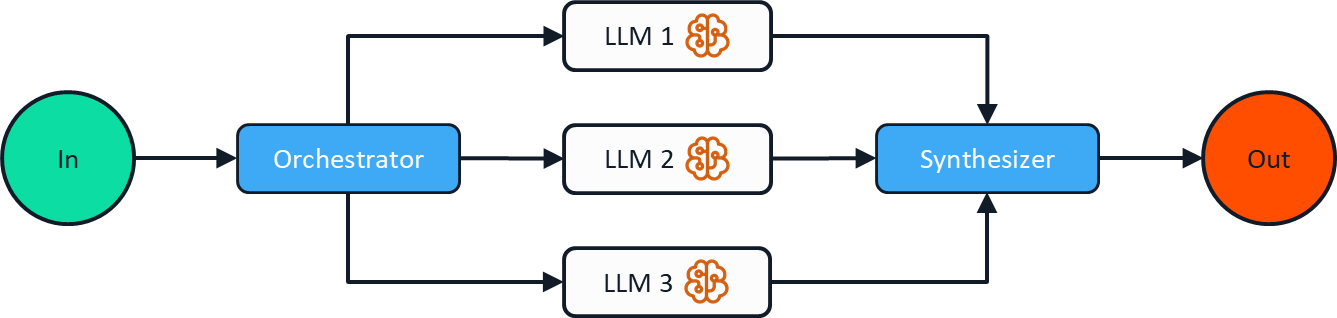 In
Orchestrator
LLM 1
LLM 2
LLM 3
Synthesizer
Out